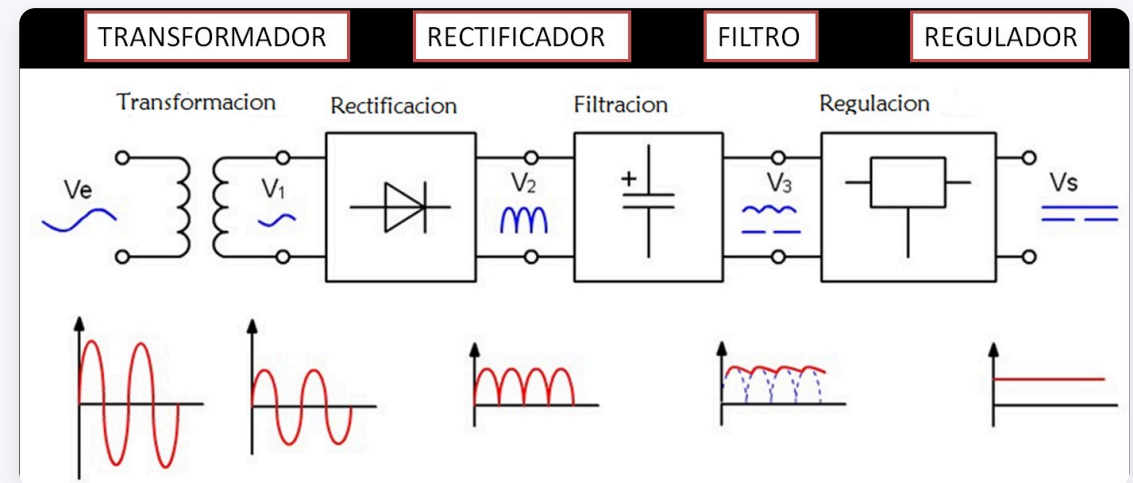 TRANSFORMADOR
RECTIFICADOR
FILTRO
REGULADOR
Transformacion
Rectificacion
Filtracion
Regulacion
Ve
V1
V2
+
V3
Vs